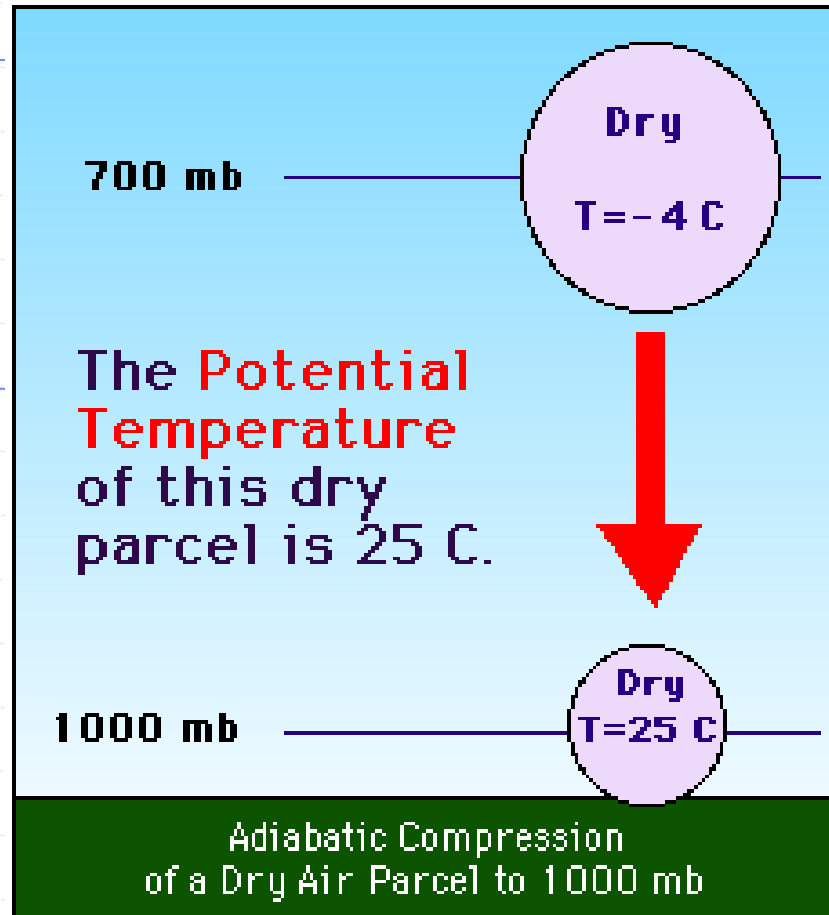 Dry
700 mb
T=-4 C
The Potential
Temperature
of this dry
parcel is 25 C.
Dry
1000 mb
T=25 C
Adiabatic Compression
of a Dry Air Parcel to 1000 mb